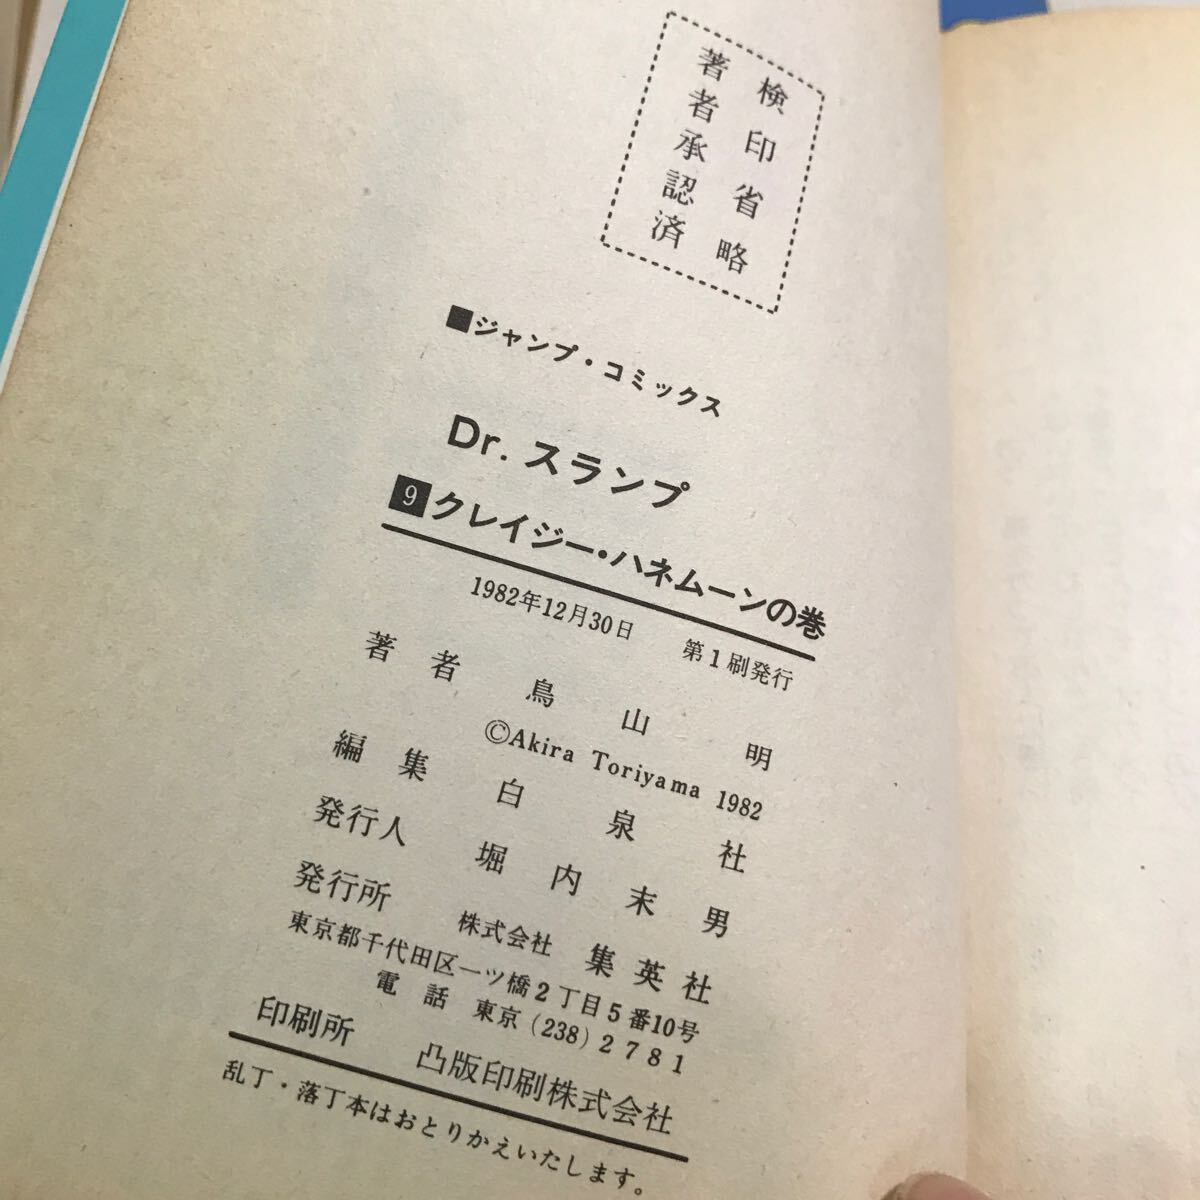 検印省略
著者承認済
■ジャンプ・コミックス
Dr.スランプ
9クレイジー・ハネムーンの巻
1982年12月30日 第1刷発行
著者 鳥山明
©Akira Toriyama 1982
編集 白泉社
発行人 堀内末男
発行所 株式会社 集英社
東京都千代田区一ツ橋2丁目5番10号
電話 東京(238)2781
印刷所 凸版印刷株式会社
乱丁・落丁本はおとりかえいたします。